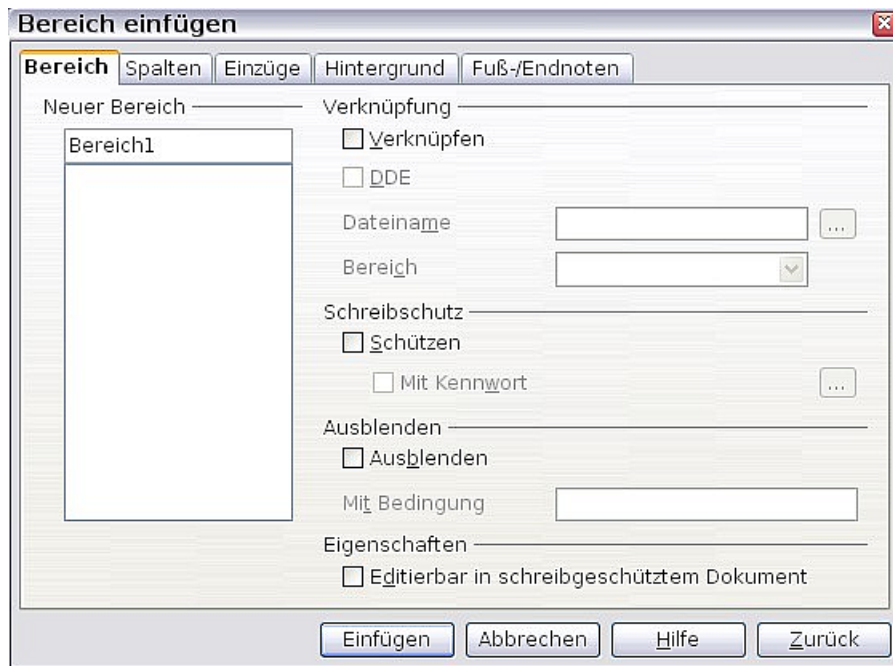 Bereich einfügen
Bereich Spalten Einzüge Hintergrund Fuß-/Endnoten
Neuer Bereich
Bereich1
Verknüpfung
Verknüpfen
DDE
Dateiname ...
Bereich
Schreibschutz
Schützen
Mit Kennwort ...
Ausblenden
Ausblenden
Mit Bedingung
Eigenschaften
Editierbar in schreibgeschütztem Dokument
Einfügen Abbrechen Hilfe Zurück